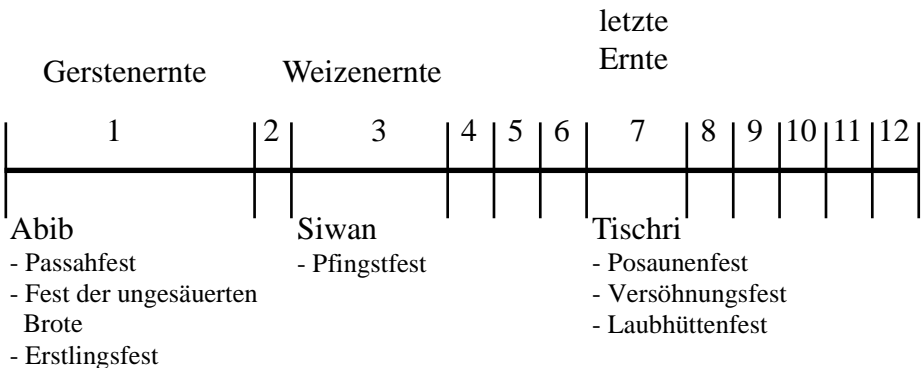 letzte
Ernte
Gerstenernte Weizenernte
1 2 3 4 5 6 7 8 9 10 11 12
Abib
- Passahfest
- Fest der ungesäuerten
Brote
- Erstlingsfest
Siwan
- Pfingstfest
Tischri
- Posaunenfest
- Versöhnungsfest
- Laubhüttenfest